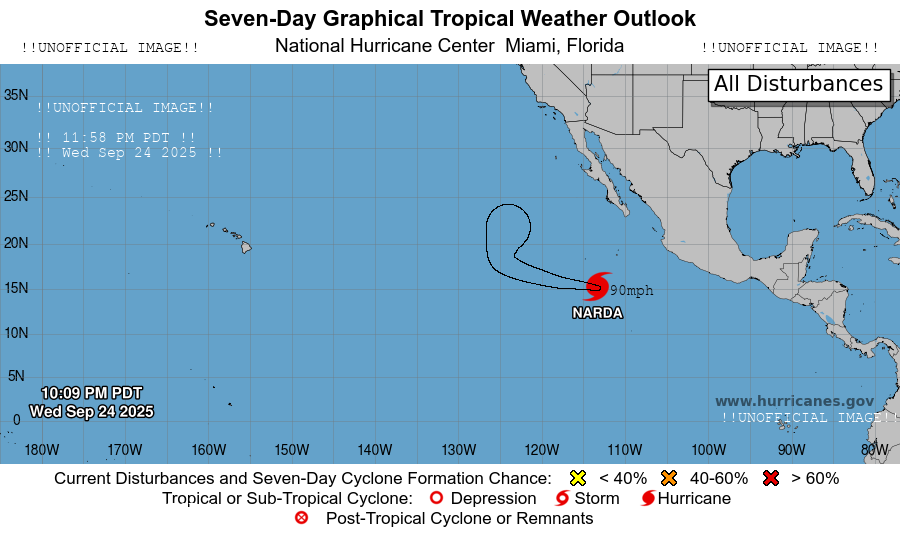 Seven-Day Graphical Tropical Weather Outlook
!!UNOFFICIAL IMAGE!! National Hurricane Center Miami, Florida !!UNOFFICIAL IMAGE!!
All Disturbances
35N
!!UNOFFICIAL IMAGE!!
!! 11:58 PM PDT !!
30N
!! Wed Sep 24 2025 !!
25N
20N
15N
90mph
NARDA
10N
5N
10:09 PM PDT
Wed Sep 24 2025
www.hurricanes.gov
0
!!UNOFFICIAL IMAGE!!
180W 170W 160W 150W 140W 130W 120W 110W 100W 90W 80W
Current Disturbances and Seven-Day Cyclone Formation Chance: < 40% 40-60% > 60%
Tropical or Sub-Tropical Cyclone: Depression Storm Hurricane
Post-Tropical Cyclone or Remnants